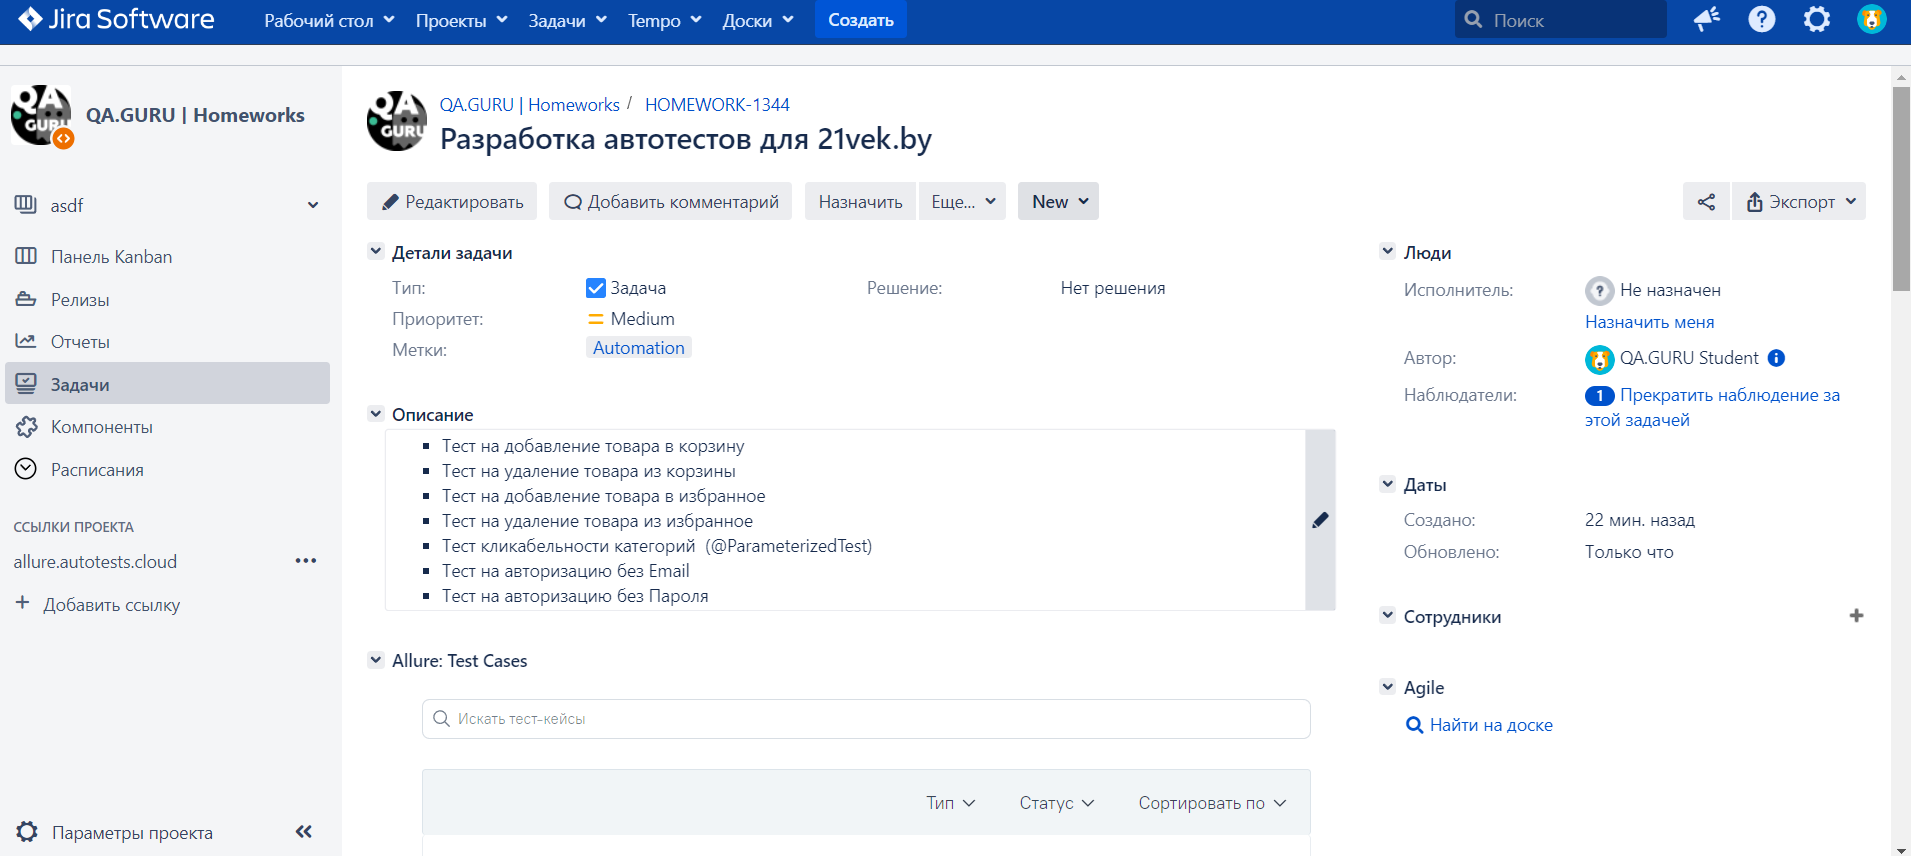 Jira Software
Рабочий стол
Проекты
Задачи
Tempo
Доски
Создать
Поиск
QA GURU
QA.GURU | Homeworks
asdf
Панель Kanban
Релизы
Отчеты
Задачи
Компоненты
Расписания
ССЫЛКИ ПРОЕКТА
allure.autotests.cloud
Добавить ссылку
Параметры проекта
QA GURU
QA.GURU | Homeworks / HOMEWORK-1344
Разработка автотестов для 21vek.by
Редактировать
Добавить комментарий
Назначить
Еще...
New
Экспорт
Детали задачи
Тип: Задача
Решение: Нет решения
Приоритет: Medium
Метки: Automation
Описание
Тест на добавление товара в корзину
Тест на удаление товара из корзины
Тест на добавление товара в избранное
Тест на удаление товара из избранное
Тест кликабельности категорий (@ParameterizedTest)
Тест на авторизацию без Email
Тест на авторизацию без Пароля
Allure: Test Cases
Искать тест-кейсы
Тип
Статус
Сортировать по
Люди
Исполнитель: Не назначен
Назначить меня
Автор: QA.GURU Student
Наблюдатели: 1 Прекратить наблюдение за
этой задачей
Даты
Создано: 22 мин. назад
Обновлено: Только что
Сотрудники
Agile
Найти на доске